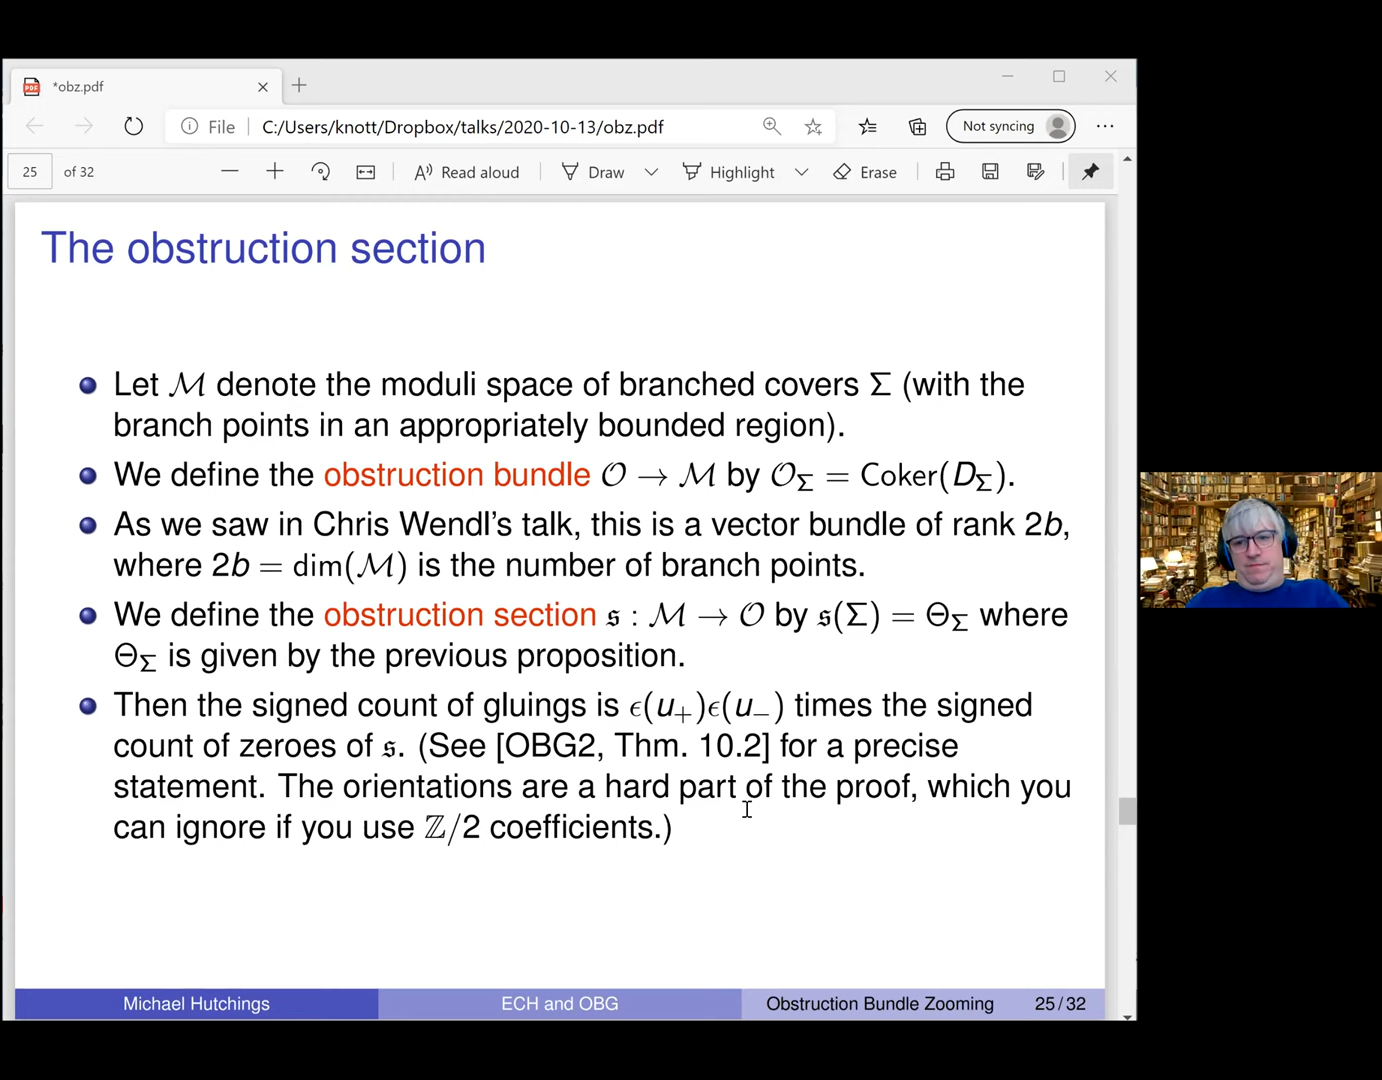 *obz.pdf
File C:/Users/knott/Dropbox/talks/2020-10-13/obz.pdf Not syncing
25 of 32 Read aloud Draw Highlight Erase
The obstruction section
Let ℳ denote the moduli space of branched covers Σ (with the
branch points in an appropriately bounded region).
We define the obstruction bundle 𝒪 → ℳ by 𝒪_Σ = Coker(D_Σ).
As we saw in Chris Wendl's talk, this is a vector bundle of rank 2b,
where 2b = dim(ℳ) is the number of branch points.
We define the obstruction section 𝔰 : ℳ → 𝒪 by 𝔰(Σ) = Θ_Σ where
Θ_Σ is given by the previous proposition.
Then the signed count of gluings is ϵ(u₊)ϵ(u₋) times the signed
count of zeroes of 𝔰. (See [OBG2, Thm. 10.2] for a precise
statement. The orientations are a hard part of the proof, which you
can ignore if you use ℤ/2 coefficients.)
Michael Hutchings ECH and OBG Obstruction Bundle Zooming 25/32